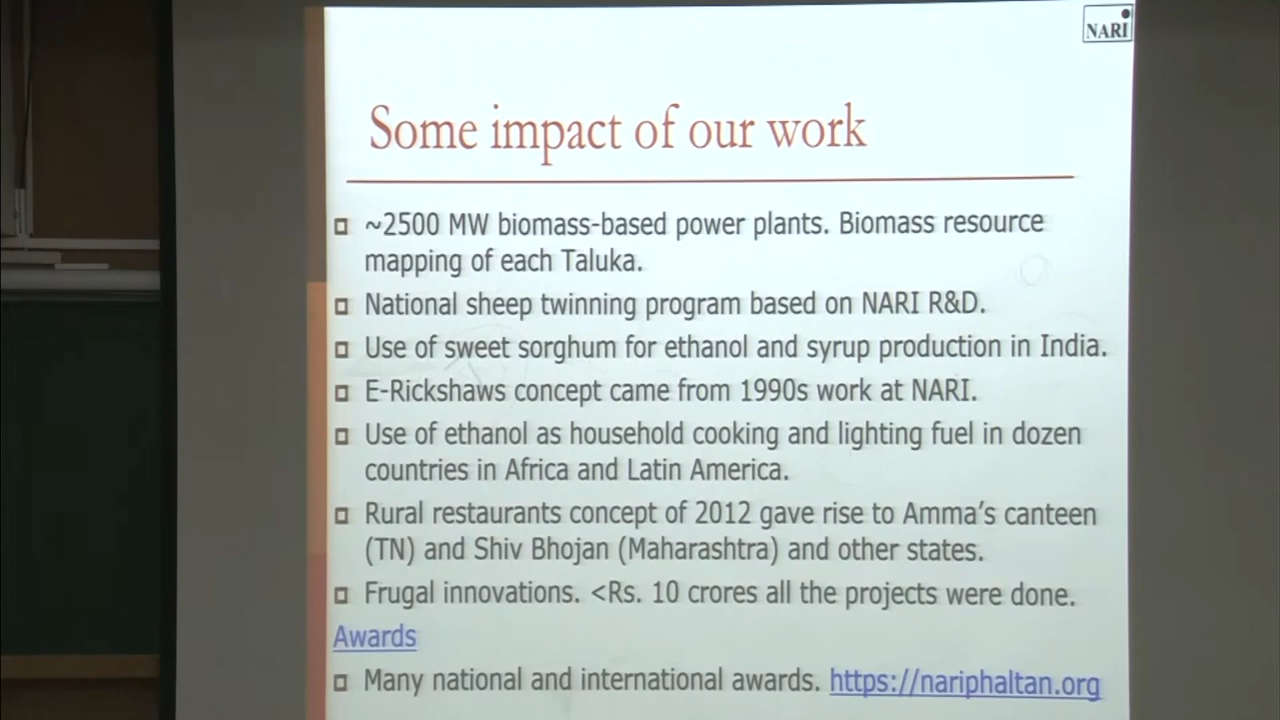 NARI
Some impact of our work
~2500 MW biomass-based power plants. Biomass resource
mapping of each Taluka.
National sheep twinning program based on NARI R&D.
Use of sweet sorghum for ethanol and syrup production in India.
E-Rickshaws concept came from 1990s work at NARI.
Use of ethanol as household cooking and lighting fuel in dozen
countries in Africa and Latin America.
Rural restaurants concept of 2012 gave rise to Amma's canteen
(TN) and Shiv Bhojan (Maharashtra) and other states.
Frugal innovations. <Rs. 10 crores all the projects were done.
Awards
Many national and international awards. https://nariphaltan.org